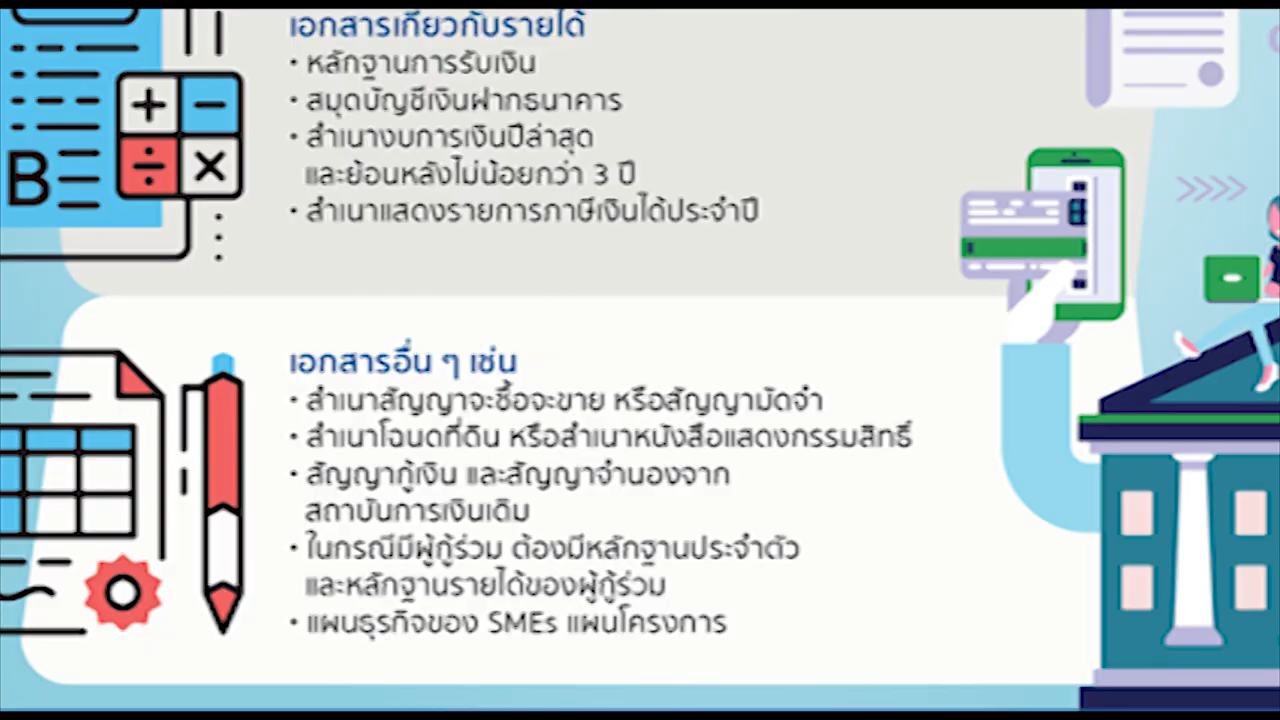 เอกสารเกี่ยวกับรายได้
• หลักฐานการรับเงิน
• สมุดบัญชีเงินฝากธนาคาร
• สำเนางบการเงินปีล่าสุด
และย้อนหลังไม่น้อยกว่า 3 ปี
• สำเนาแสดงรายการภาษีเงินได้ประจำปี
B
เอกสารอื่น ๆ เช่น
• สำเนาสัญญาจะซื้อจะขาย หรือสัญญามัดจำ
• สำเนาโฉนดที่ดิน หรือสำเนาหนังสือแสดงกรรมสิทธิ์
• สัญญากู้เงิน และสัญญาจำนองจาก
สถาบันการเงินเดิม
• ในกรณีมีผู้กู้ร่วม ต้องมีหลักฐานประจำตัว
และหลักฐานรายได้ของผู้กู้ร่วม
• แผนธุรกิจของ SMEs แผนโครงการ